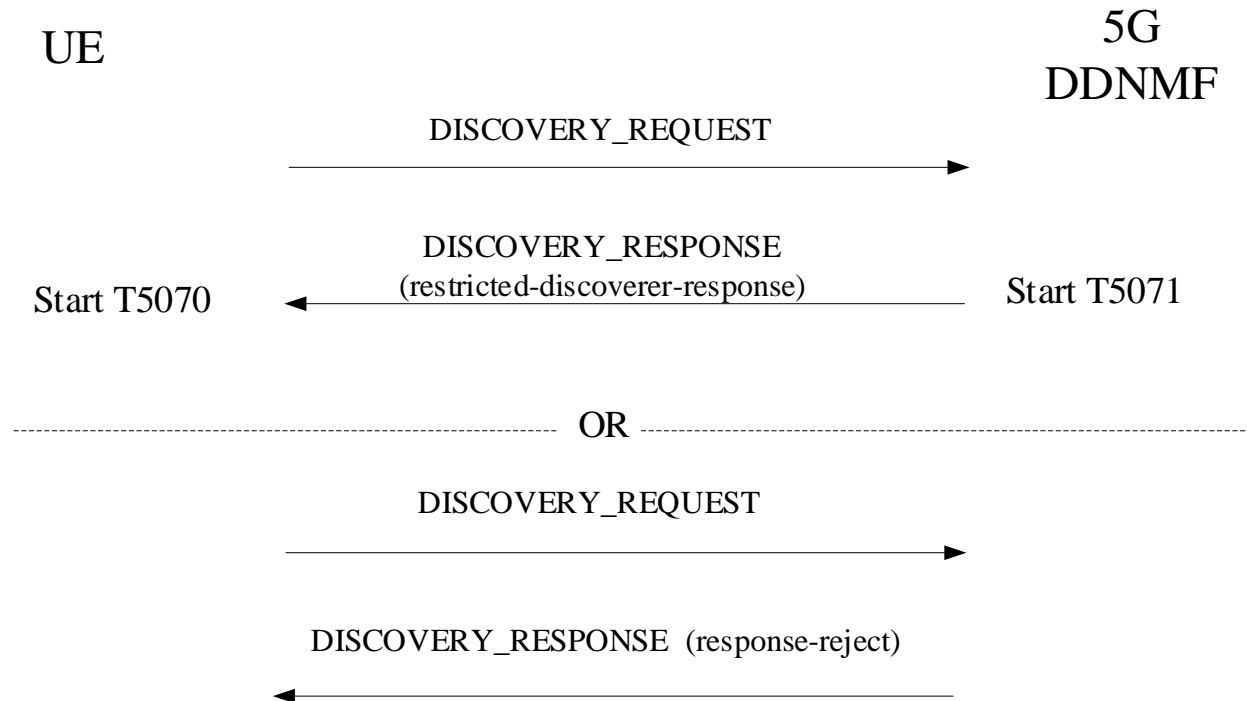 UE
5G
DDNMF
DISCOVERY_REQUEST
DISCOVERY_RESPONSE
(restricted-discoverer-response)
Start T5070
Start T5071
OR
DISCOVERY_REQUEST
DISCOVERY_RESPONSE (response-reject)